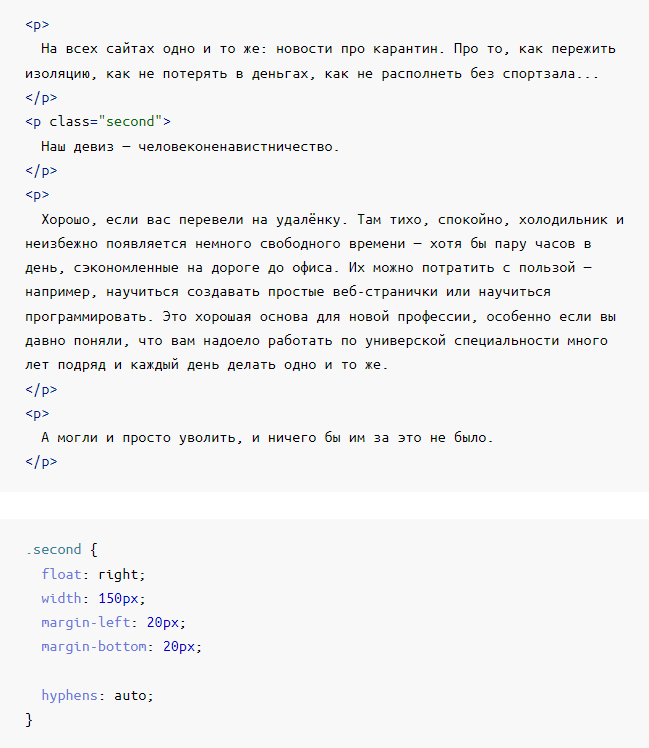 <p>
На всех сайтах одно и то же: новости про карантин. Про то, как пережить
изоляцию, как не потерять в деньгах, как не располнеть без спортзала...
</p>
<p class="second">
Наш девиз — человеконенавистничество.
</p>
<p>
Хорошо, если вас перевели на удалёнку. Там тихо, спокойно, холодильник и
неизбежно появляется немного свободного времени — хотя бы пару часов в
день, сэкономленные на дороге до офиса. Их можно потратить с пользой —
например, научиться создавать простые веб-странички или научиться
программировать. Это хорошая основа для новой профессии, особенно если вы
давно поняли, что вам надоело работать по универской специальности много
лет подряд и каждый день делать одно и то же.
</p>
<p>
А могли и просто уволить, и ничего бы им за это не было.
</p>
.second {
float: right;
width: 150px;
margin-left: 20px;
margin-bottom: 20px;
hyphens: auto;
}